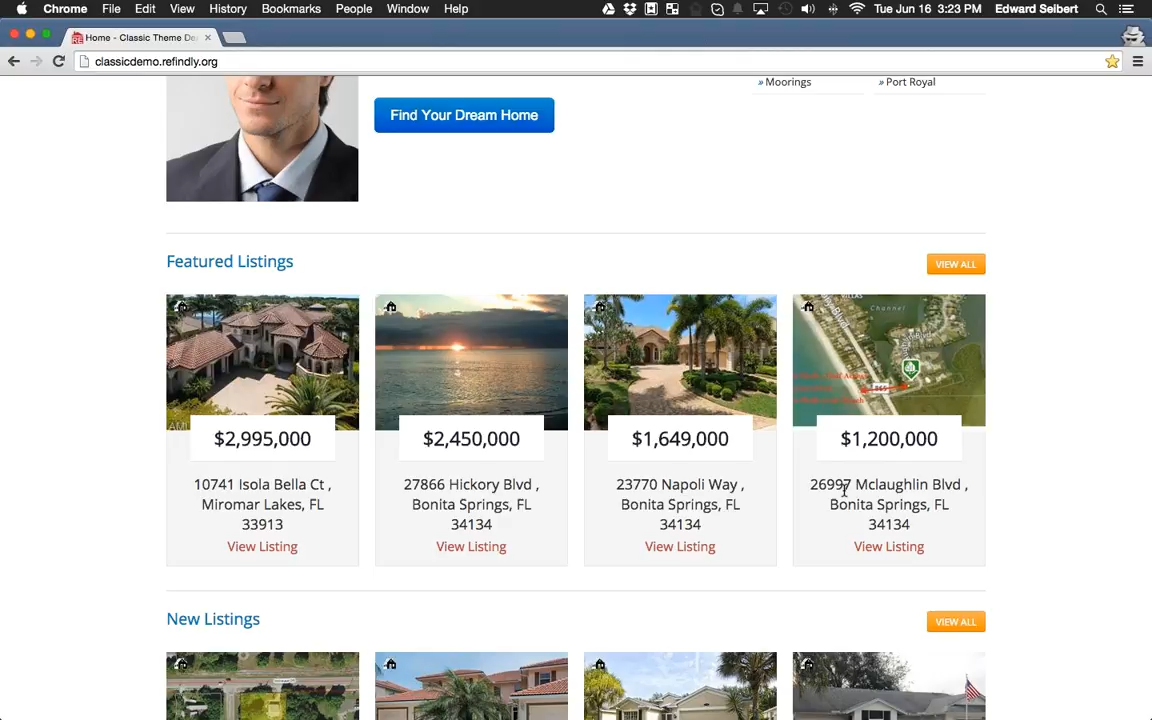 Chrome File Edit View History Bookmarks People Window Help Tue Jun 16 3:23 PM Edward Seibert
Home - Classic Theme De
classicdemo.refindly.org
» Moorings » Port Royal
Find Your Dream Home
Featured Listings VIEW ALL
$2,995,000 $2,450,000 $1,649,000 $1,200,000
10741 Isola Bella Ct , 27866 Hickory Blvd , 23770 Napoli Way , 26997 Mclaughlin Blvd ,
Miromar Lakes, FL Bonita Springs, FL Bonita Springs, FL Bonita Springs, FL
33913 34134 34134 34134
View Listing View Listing View Listing View Listing
New Listings VIEW ALL